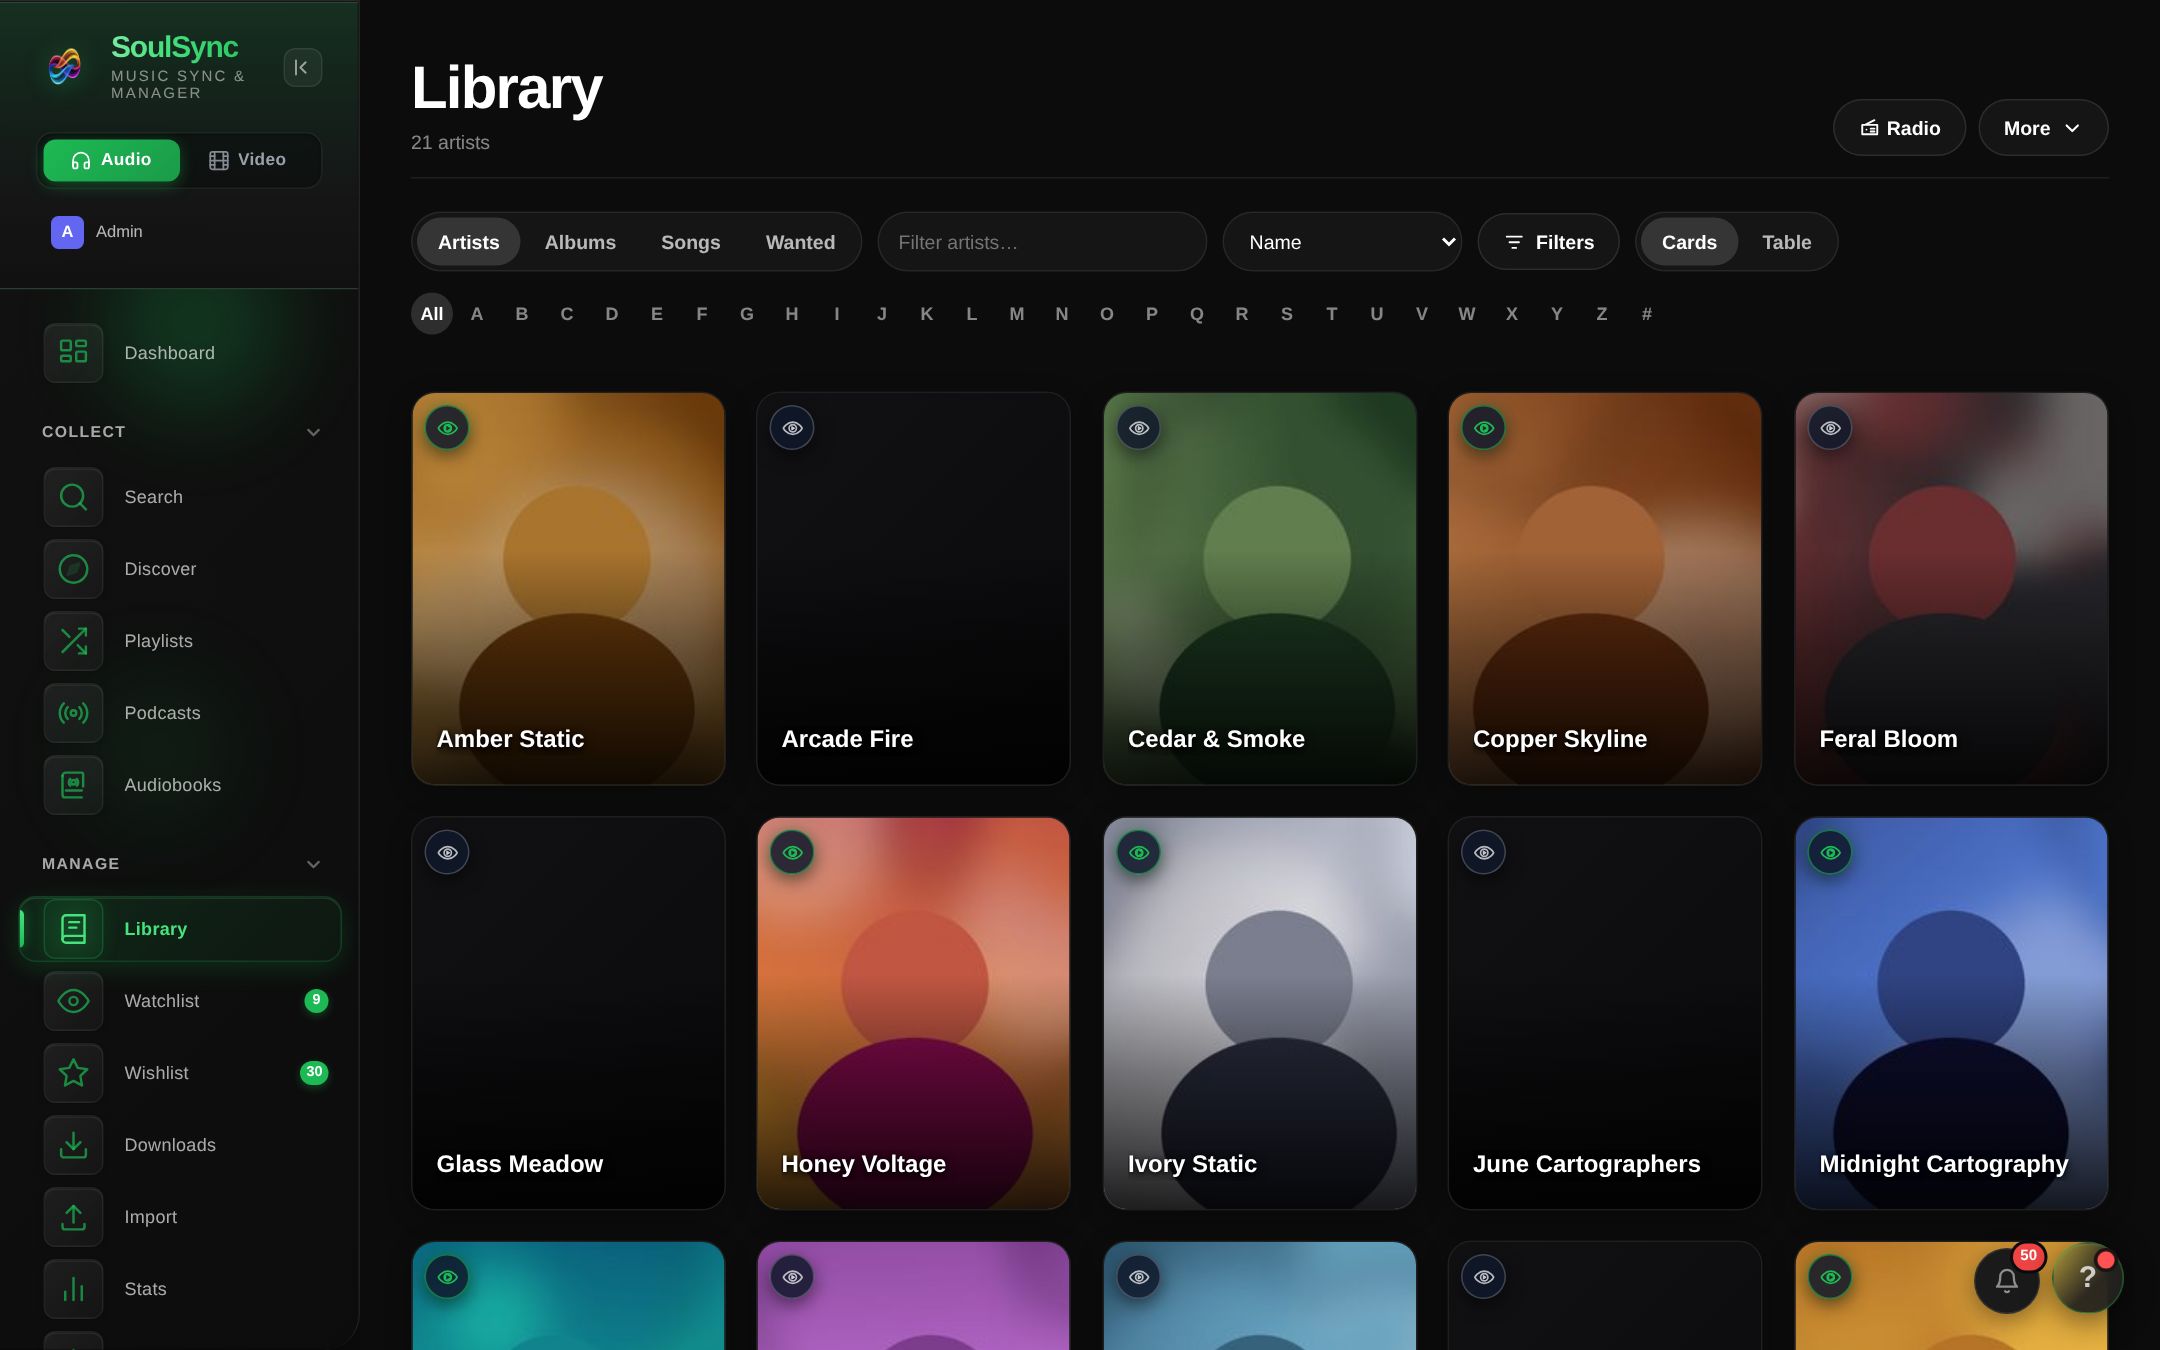 SoulSync
MUSIC SYNC &
MANAGER
Audio
Video
A
Admin
Dashboard
COLLECT
Search
Discover
Playlists
Podcasts
Audiobooks
MANAGE
Library
Watchlist
9
Wishlist
30
Downloads
Import
Stats
Library
21 artists
Radio
More
Artists
Albums
Songs
Wanted
Filter artists…
Name
Filters
Cards
Table
All A B C D E F G H I J K L M N O P Q R S T U V W X Y Z #
Amber Static
Arcade Fire
Cedar & Smoke
Copper Skyline
Feral Bloom
Glass Meadow
Honey Voltage
Ivory Static
June Cartographers
Midnight Cartography
50
?